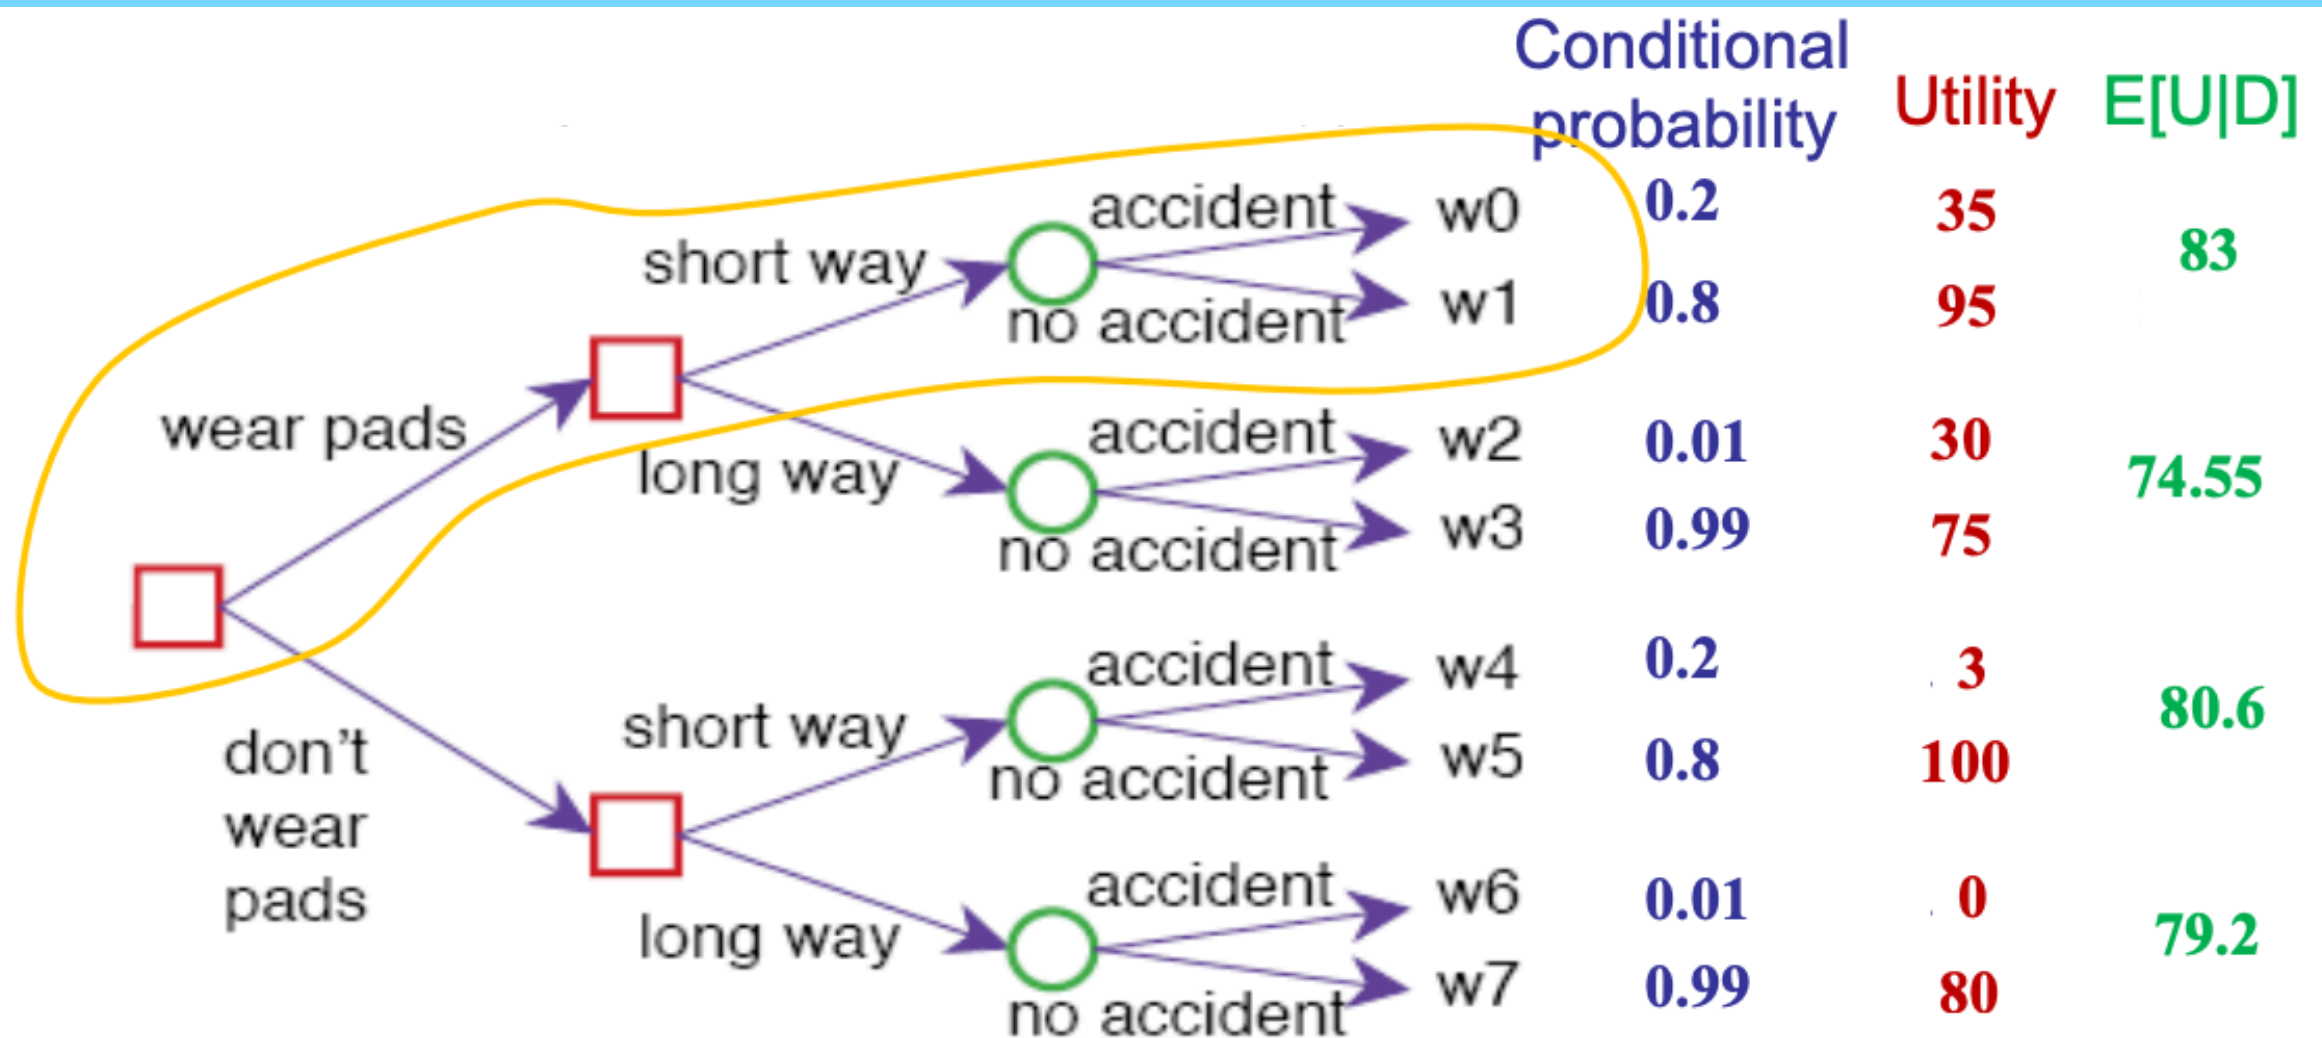 Conditional
probability
Utility
E[U|D]
accident
w0
0.2
35
short way
83
no accident
w1
0.8
95
wear pads
accident
w2
0.01
30
long way
74.55
no accident
w3
0.99
75
don't
wear
pads
accident
w4
0.2
3
short way
80.6
no accident
w5
0.8
100
accident
w6
0.01
0
long way
79.2
no accident
w7
0.99
80